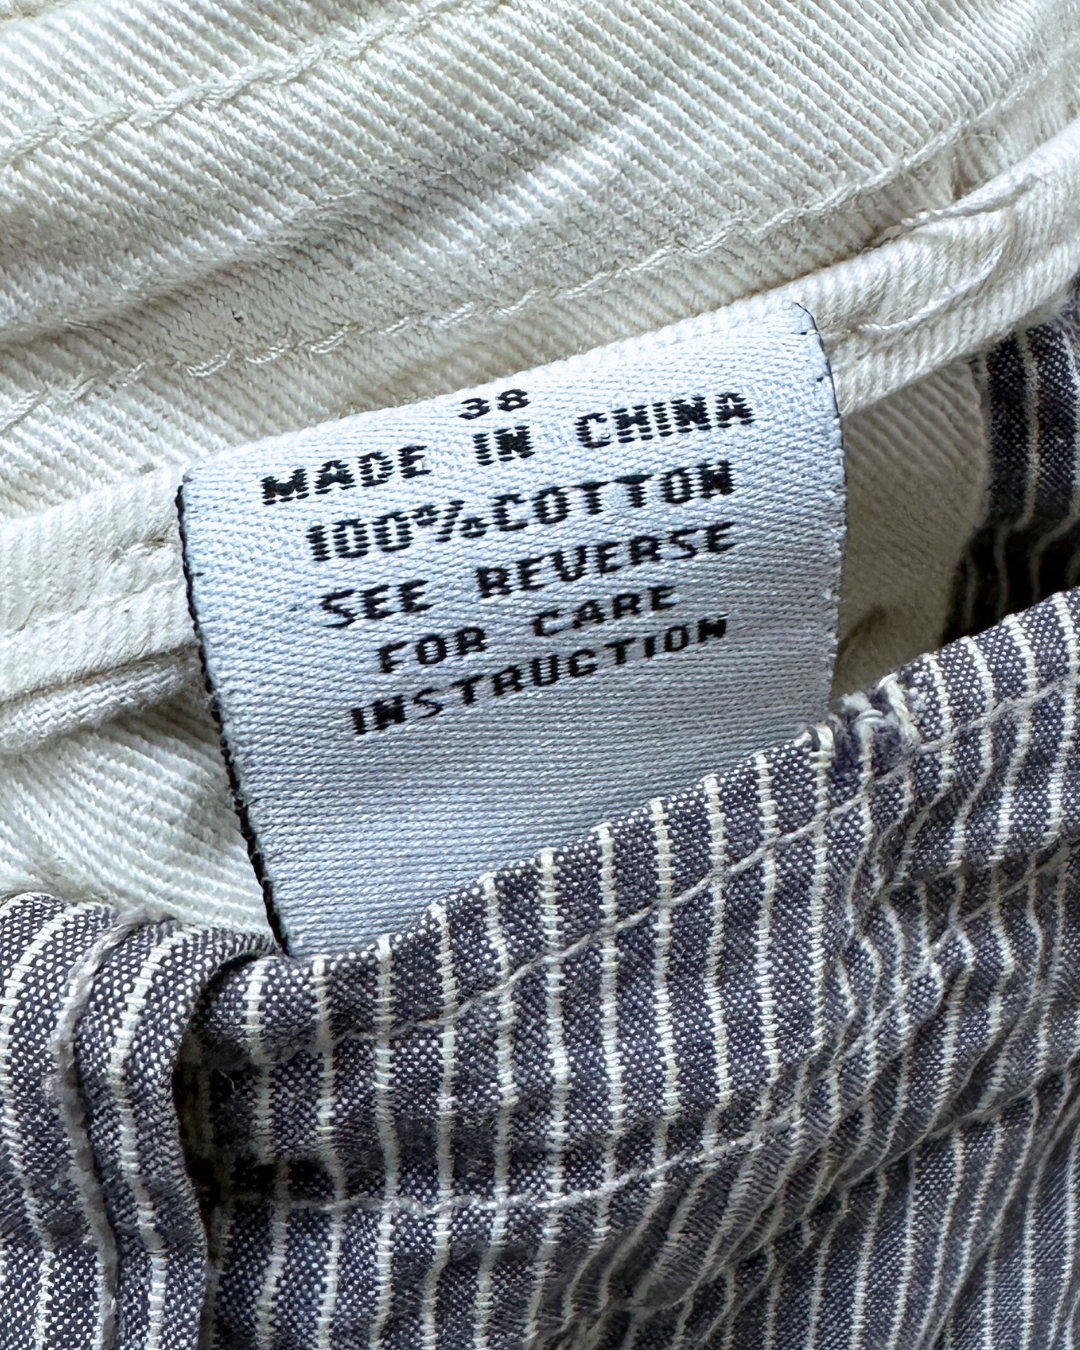 38
MADE IN CHINA
100%COTTON
SEE REVERSE
FOR CARE
INSTRUCTION